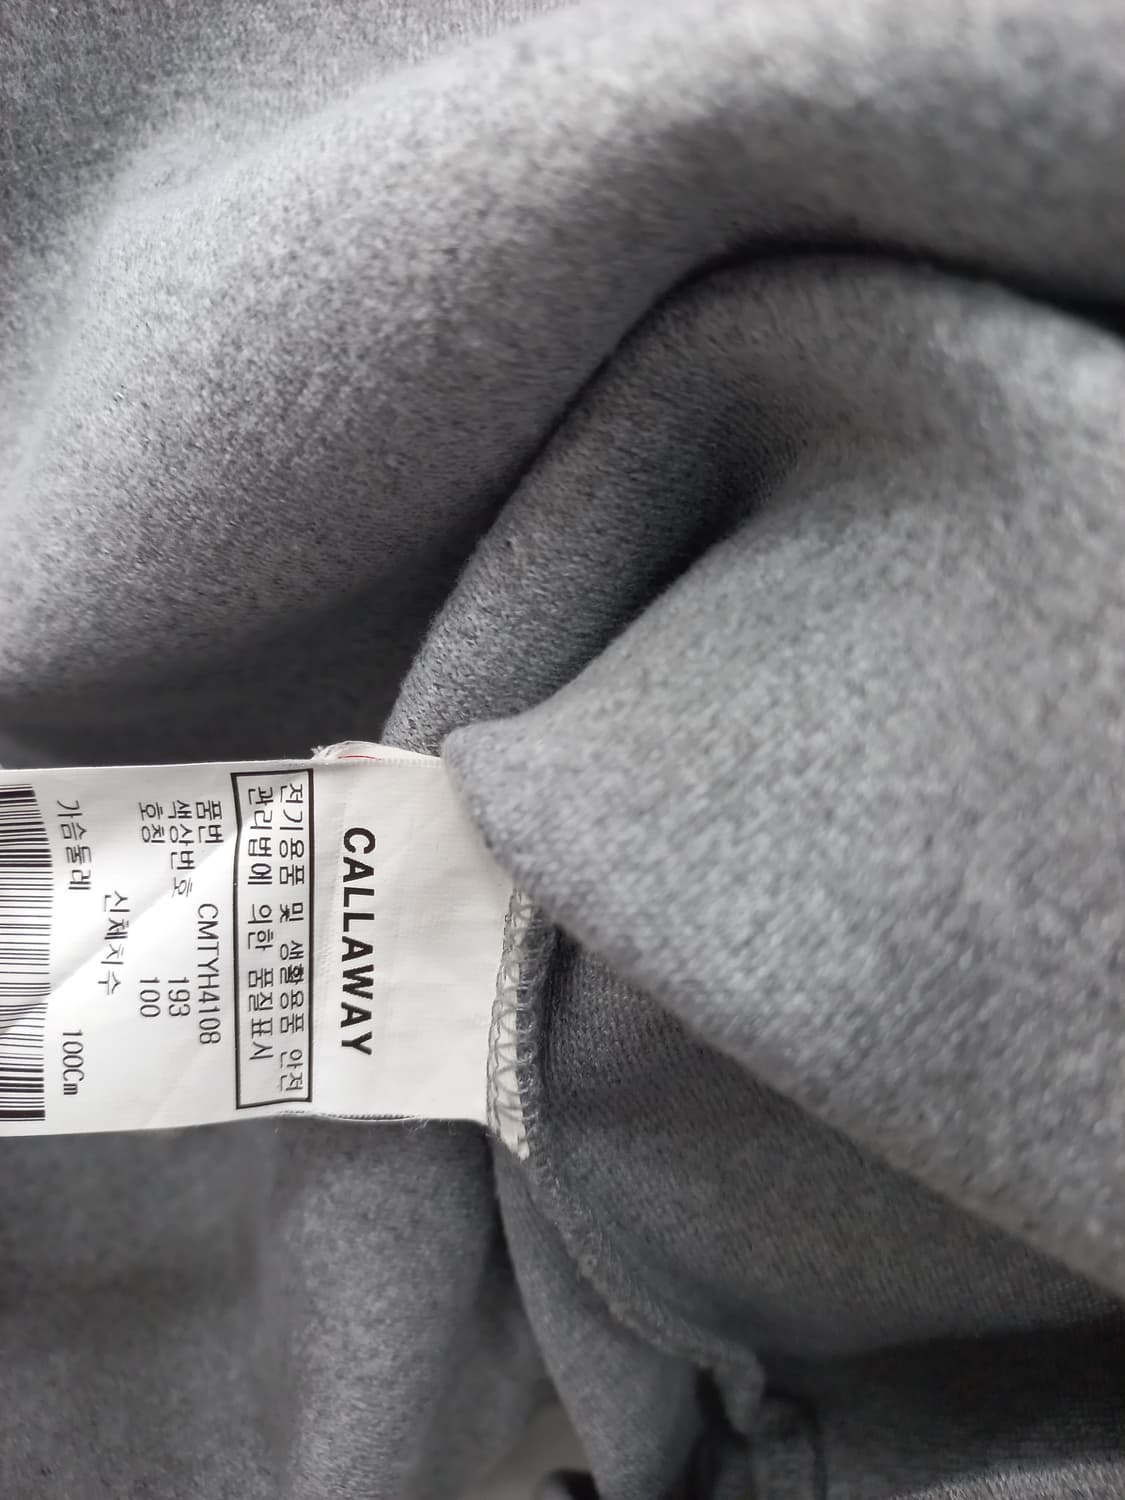 CALLAWAY
전기용품 및 생활용품 안전
관리법에 의한 품질표시
품번 CMTYH4108
색상번호 193
호칭 100
신체치수
가슴둘레 100Cm